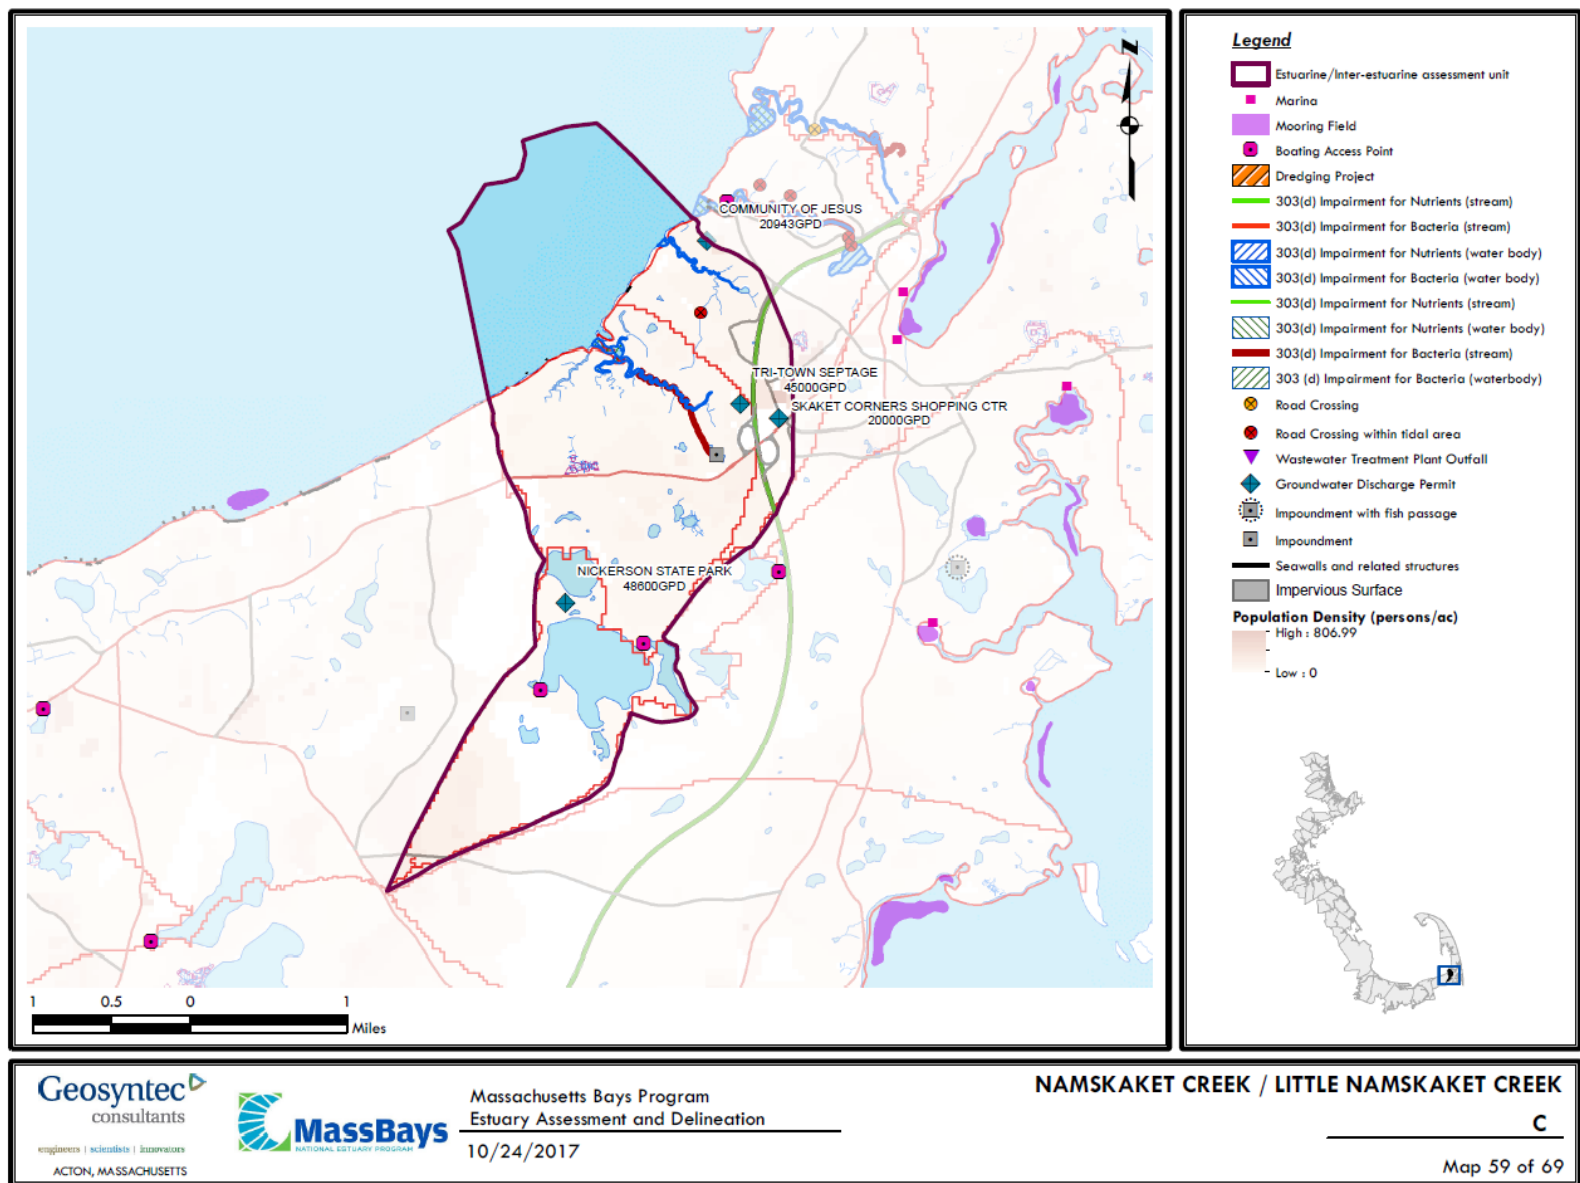 N
COMMUNITY OF JESUS
20943GPD
TRI-TOWN SEPTAGE
45000GPD
SKAKET CORNERS SHOPPING CTR
20000GPD
NICKERSON STATE PARK
48600GPD
1 0.5 0 1
Miles
Legend
Estuarine/Inter-estuarine assessment unit
Marina
Mooring Field
Boating Access Point
Dredging Project
303(d) Impairment for Nutrients (stream)
303(d) Impairment for Bacteria (stream)
303(d) Impairment for Nutrients (water body)
303(d) Impairment for Bacteria (water body)
303(d) Impairment for Nutrients (stream)
303(d) Impairment for Nutrients (water body)
303(d) Impairment for Bacteria (stream)
303 (d) Impairment for Bacteria (waterbody)
Road Crossing
Road Crossing within tidal area
Wastewater Treatment Plant Outfall
Groundwater Discharge Permit
Impoundment with fish passage
Impoundment
Seawalls and related structures
Impervious Surface
Population Density (persons/ac)
High : 806.99
Low : 0
Geosyntec
consultants
engineers | scientists | innovators
ACTON, MASSACHUSETTS
MassBays
NATIONAL ESTUARY PROGRAM
Massachusetts Bays Program
Estuary Assessment and Delineation
10/24/2017
NAMSKAKET CREEK / LITTLE NAMSKAKET CREEK
C
Map 59 of 69